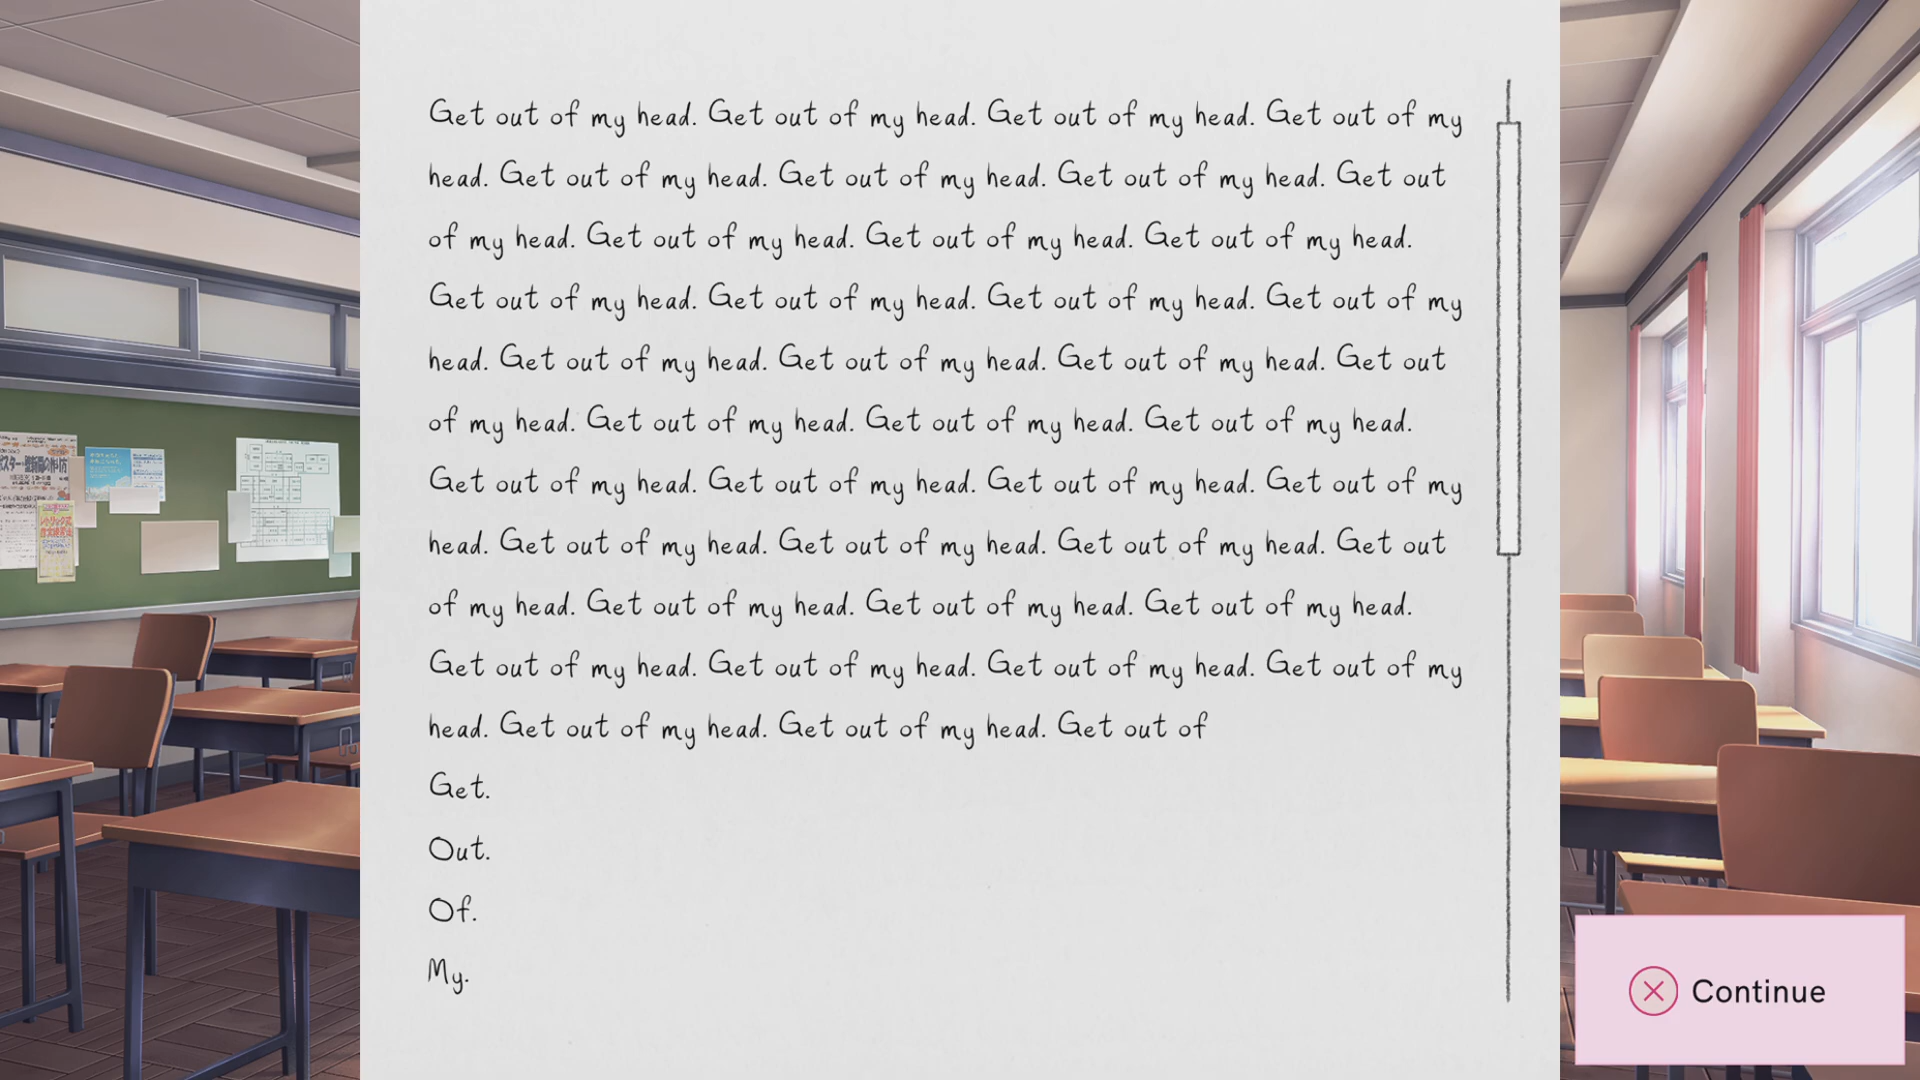 Get out of my head. Get out of my head. Get out of my head. Get out of my
head. Get out of my head. Get out of my head. Get out of my head. Get out
of my head. Get out of my head. Get out of my head. Get out of my head.
Get out of my head. Get out of my head. Get out of my head. Get out of my
head. Get out of my head. Get out of my head. Get out of my head. Get out
of my head. Get out of my head. Get out of my head. Get out of my head.
Get out of my head. Get out of my head. Get out of my head. Get out of my
head. Get out of my head. Get out of my head. Get out of my head. Get out
of my head. Get out of my head. Get out of my head. Get out of my head.
Get out of my head. Get out of my head. Get out of my head. Get out of my
head. Get out of my head. Get out of my head. Get out of
Get.
Out.
Of.
My.
Continue